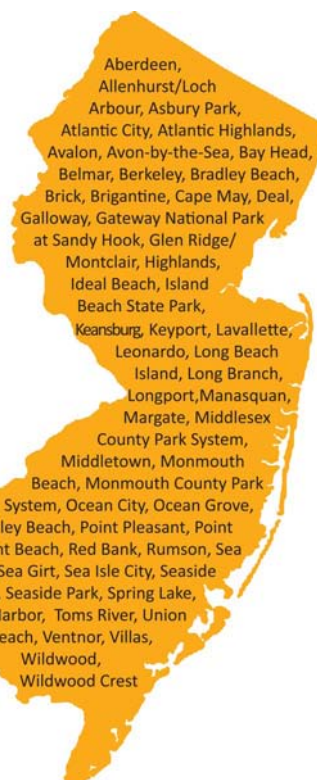 Aberdeen,
Allenhurst/Loch
Arbour, Asbury Park,
Atlantic City, Atlantic Highlands,
Avalon, Avon-by-the-Sea, Bay Head,
Belmar, Berkeley, Bradley Beach,
Brick, Brigantine, Cape May, Deal,
Galloway, Gateway National Park
at Sandy Hook, Glen Ridge/
Montclair, Highlands,
Ideal Beach, Island
Beach State Park,
Keansburg, Keyport, Lavallette,
Leonardo, Long Beach
Island, Long Branch,
Longport,Manasquan,
Margate, Middlesex
County Park System,
Middletown, Monmouth
Beach, Monmouth County Park
System, Ocean City, Ocean Grove,
ley Beach, Point Pleasant, Point
nt Beach, Red Bank, Rumson, Sea
Sea Girt, Sea Isle City, Seaside
Seaside Park, Spring Lake,
Harbor, Toms River, Union
each, Ventnor, Villas,
Wildwood,
Wildwood Crest